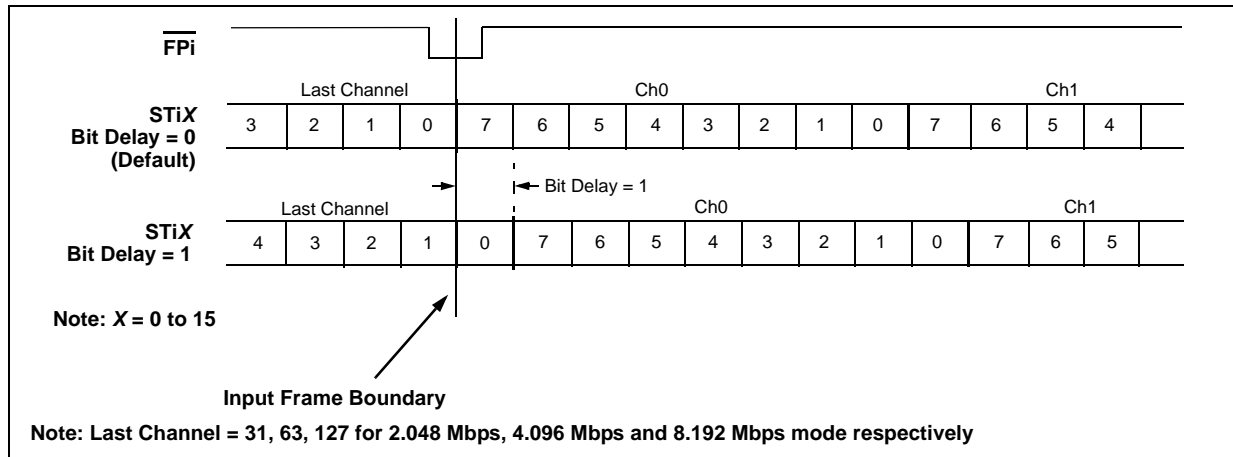 FPi
Last Channel Ch0 Ch1
STiX
Bit Delay = 0
(Default)
3 2 1 0 7 6 5 4 3 2 1 0 7 6 5 4
Bit Delay = 1
Last Channel Ch0 Ch1
STiX
Bit Delay = 1
4 3 2 1 0 7 6 5 4 3 2 1 0 7 6 5
Note: X = 0 to 15
Input Frame Boundary
Note: Last Channel = 31, 63, 127 for 2.048 Mbps, 4.096 Mbps and 8.192 Mbps mode respectively